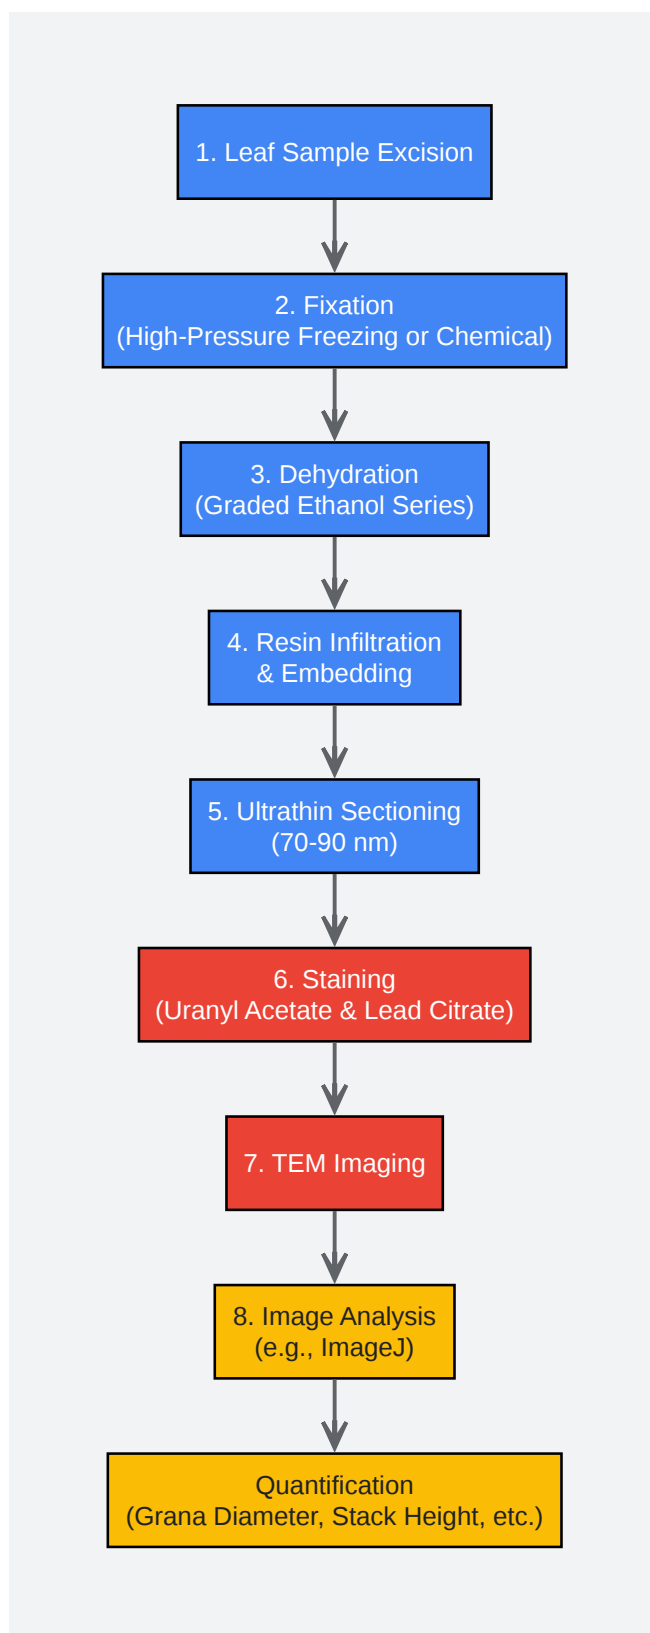 1. Leaf Sample Excision
2. Fixation
(High-Pressure Freezing or Chemical)
3. Dehydration
(Graded Ethanol Series)
4. Resin Infiltration
& Embedding
5. Ultrathin Sectioning
(70-90 nm)
6. Staining
(Uranyl Acetate & Lead Citrate)
7. TEM Imaging
8. Image Analysis
(e.g., ImageJ)
Quantification
(Grana Diameter, Stack Height, etc.)